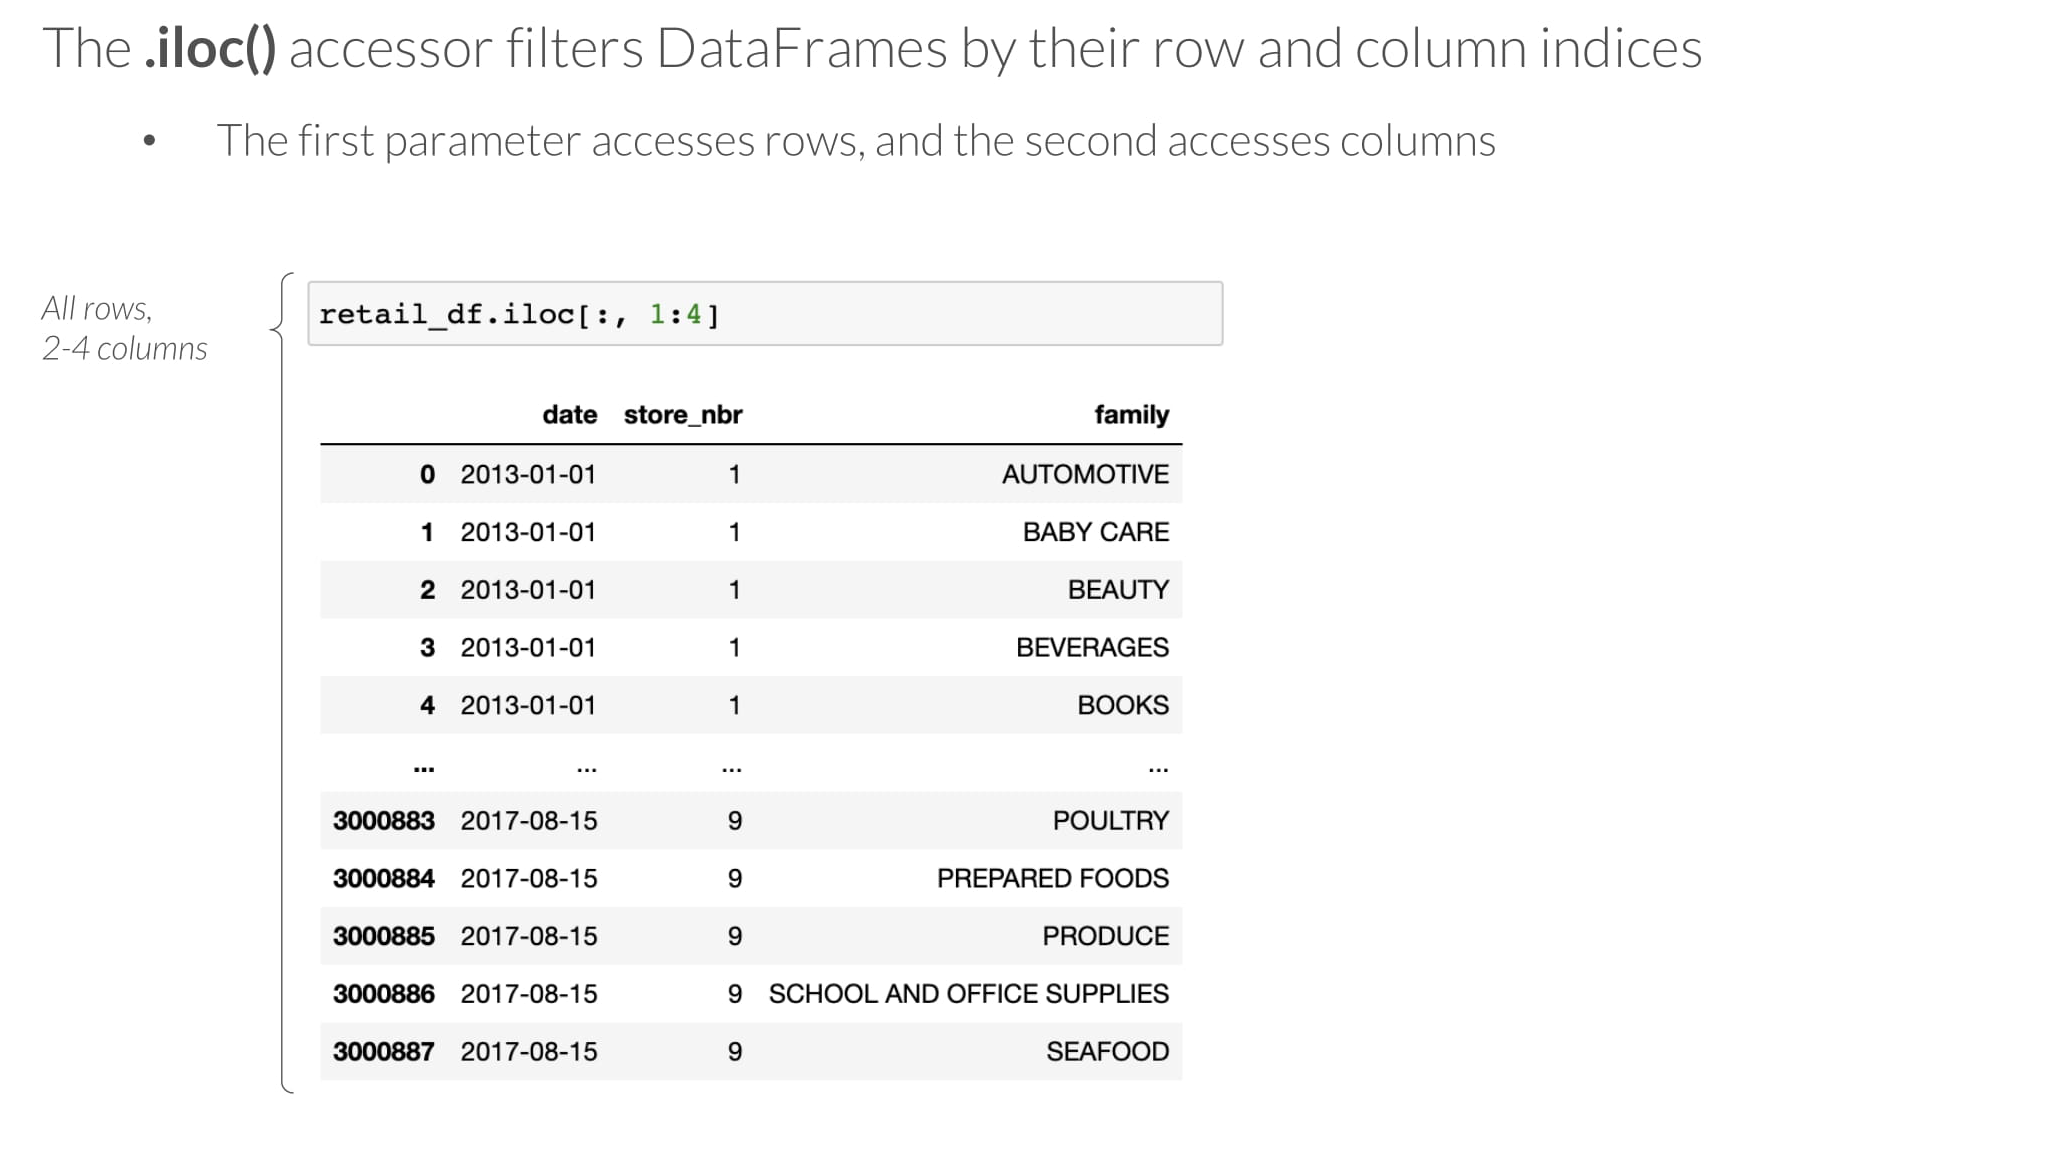 The .iloc() accessor filters DataFrames by their row and column indices
• The first parameter accesses rows, and the second accesses columns
All rows,
2-4 columns
retail_df.iloc[:, 1:4]
date store_nbr family
0 2013-01-01 1 AUTOMOTIVE
1 2013-01-01 1 BABY CARE
2 2013-01-01 1 BEAUTY
3 2013-01-01 1 BEVERAGES
4 2013-01-01 1 BOOKS
... ... ... ...
3000883 2017-08-15 9 POULTRY
3000884 2017-08-15 9 PREPARED FOODS
3000885 2017-08-15 9 PRODUCE
3000886 2017-08-15 9 SCHOOL AND OFFICE SUPPLIES
3000887 2017-08-15 9 SEAFOOD